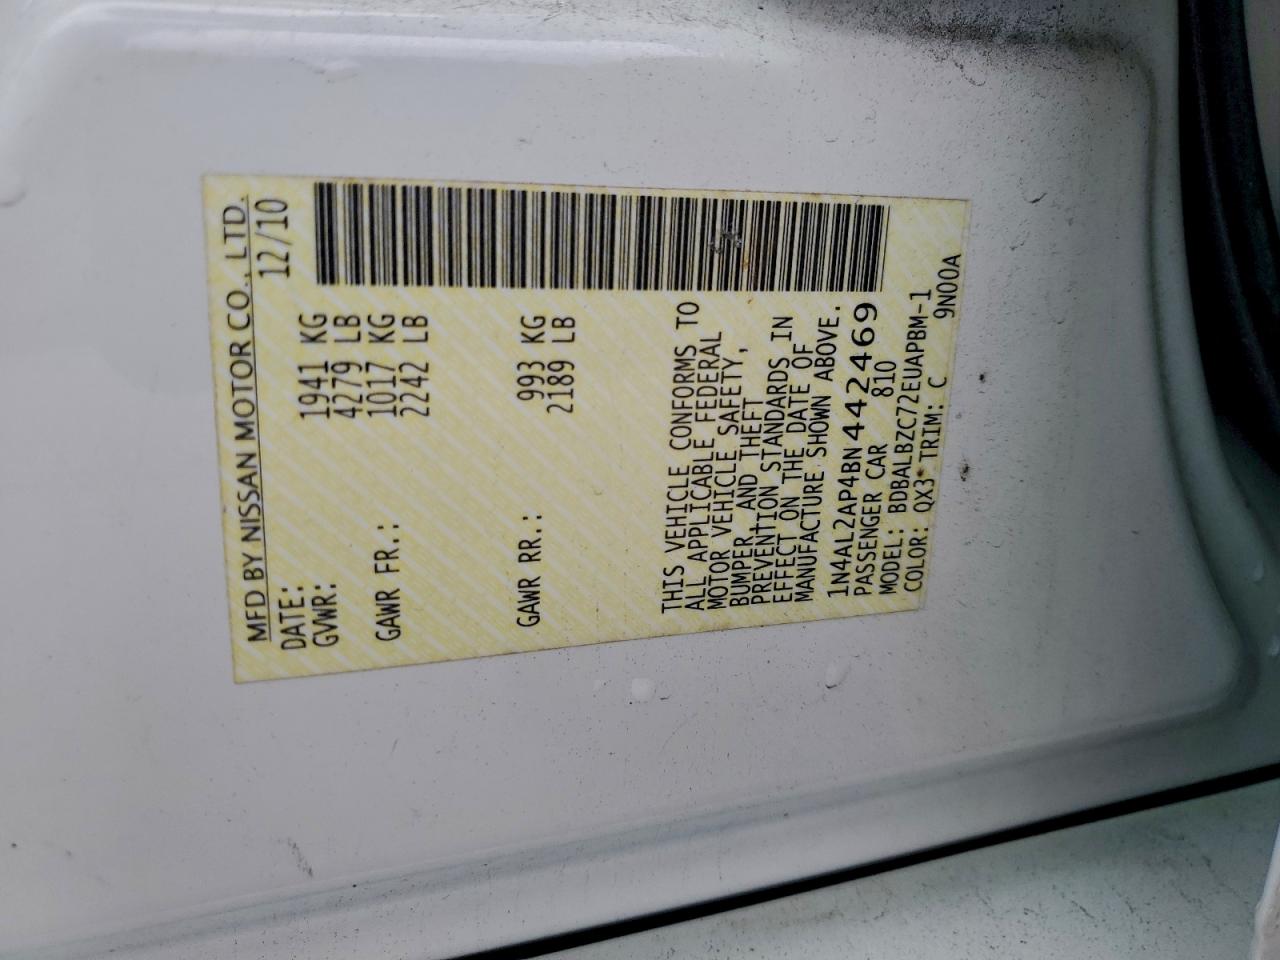 MFD BY NISSAN MOTOR CO., LTD.
DATE: 12/10
GVWR: 1941 KG
4279 LB
GAWR FR.: 1017 KG
2242 LB
GAWR RR.: 993 KG
2189 LB
THIS VEHICLE CONFORMS TO
ALL APPLICABLE FEDERAL
MOTOR VEHICLE SAFETY,
BUMPER, AND THEFT
PREVENTION STANDARDS IN
EFFECT ON THE DATE OF
MANUFACTURE SHOWN ABOVE.
1N4AL2AP4BN442469
PASSENGER CAR 810
MODEL: BDBALBZC72EUAPBM-1
COLOR: QX3 TRIM: C 9N00A